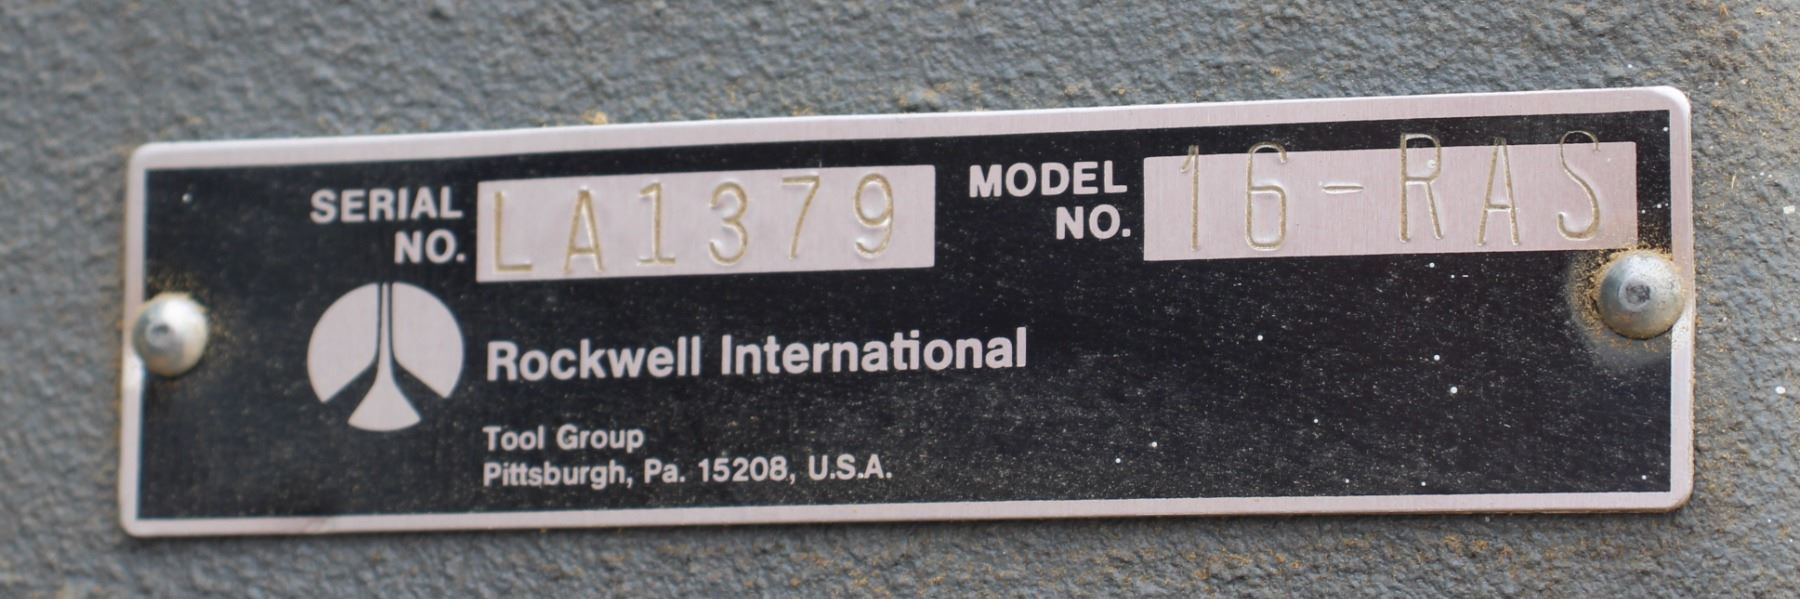 SERIAL NO. LA1379
MODEL NO. 16-RAS
Rockwell International
Tool Group
Pittsburgh, Pa. 15208, U.S.A.